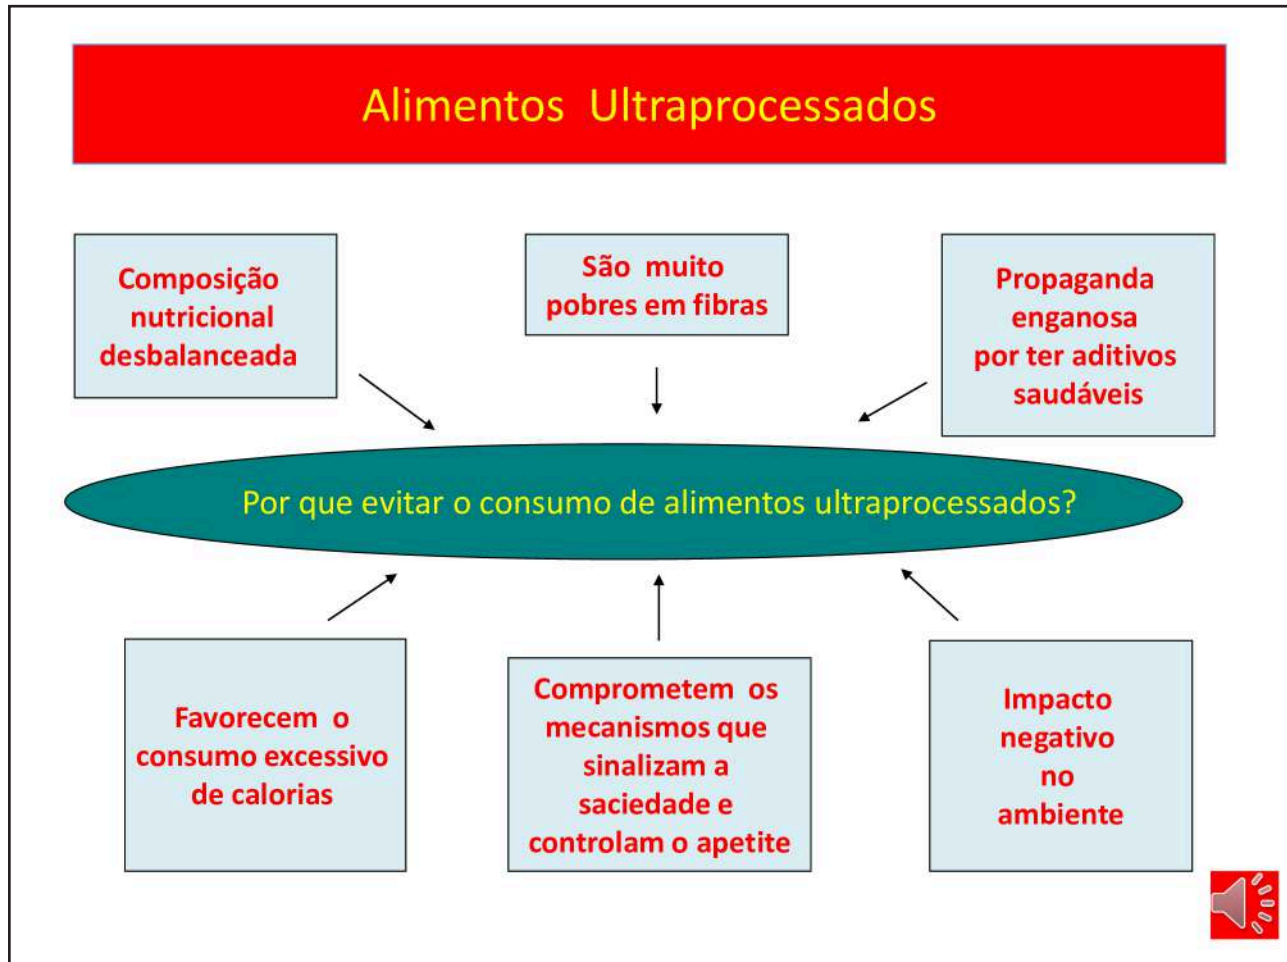 Alimentos Ultraprocessados
Composição
nutricional
desbalanceada
São muito
pobres em fibras
Propaganda
enganosa
por ter aditivos
saudáveis
Por que evitar o consumo de alimentos ultraprocessados?
Favorecem o
consumo excessivo
de calorias
Comprometem os
mecanismos que
sinalizam a
saciedade e
controlam o apetite
Impacto
negativo
no
ambiente